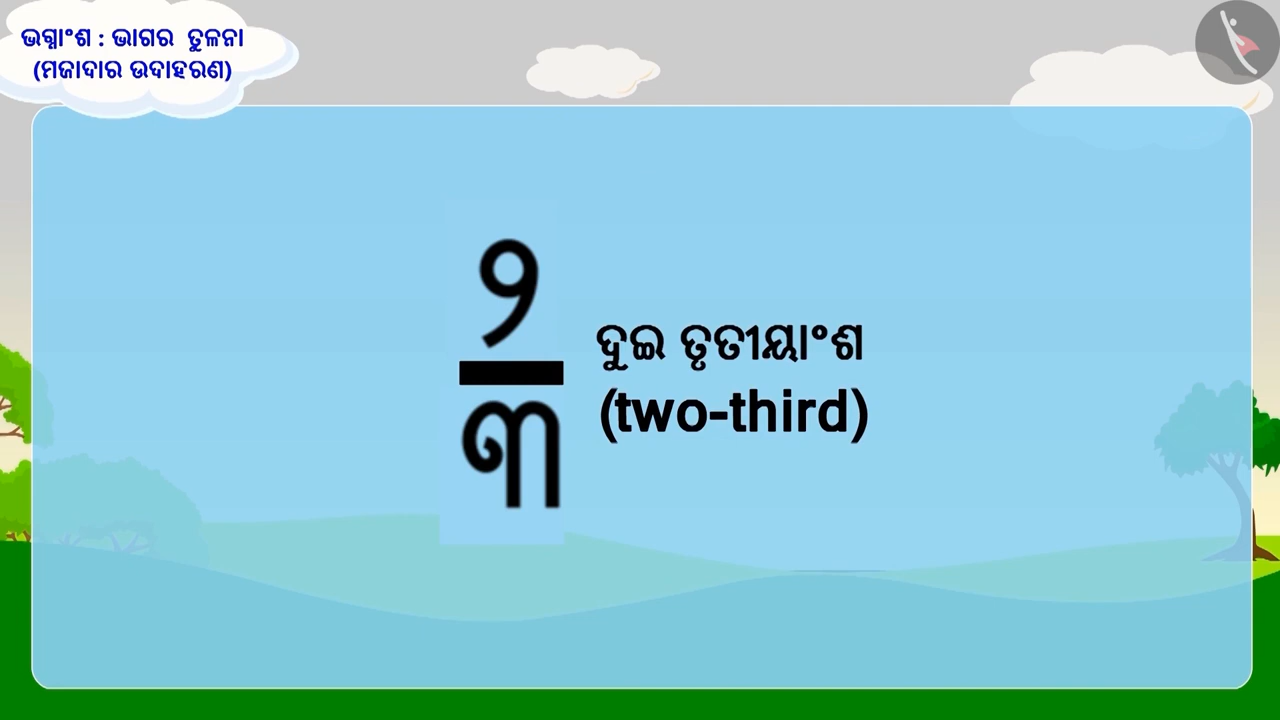 ଭଗ୍ନାଂଶ : ଭାଗର ତୁଳନା
(ମଜାଦାର ଉଦାହରଣ)
୨
୩
ଦୁଇ ତୃତୀୟାଂଶ
(two-third)